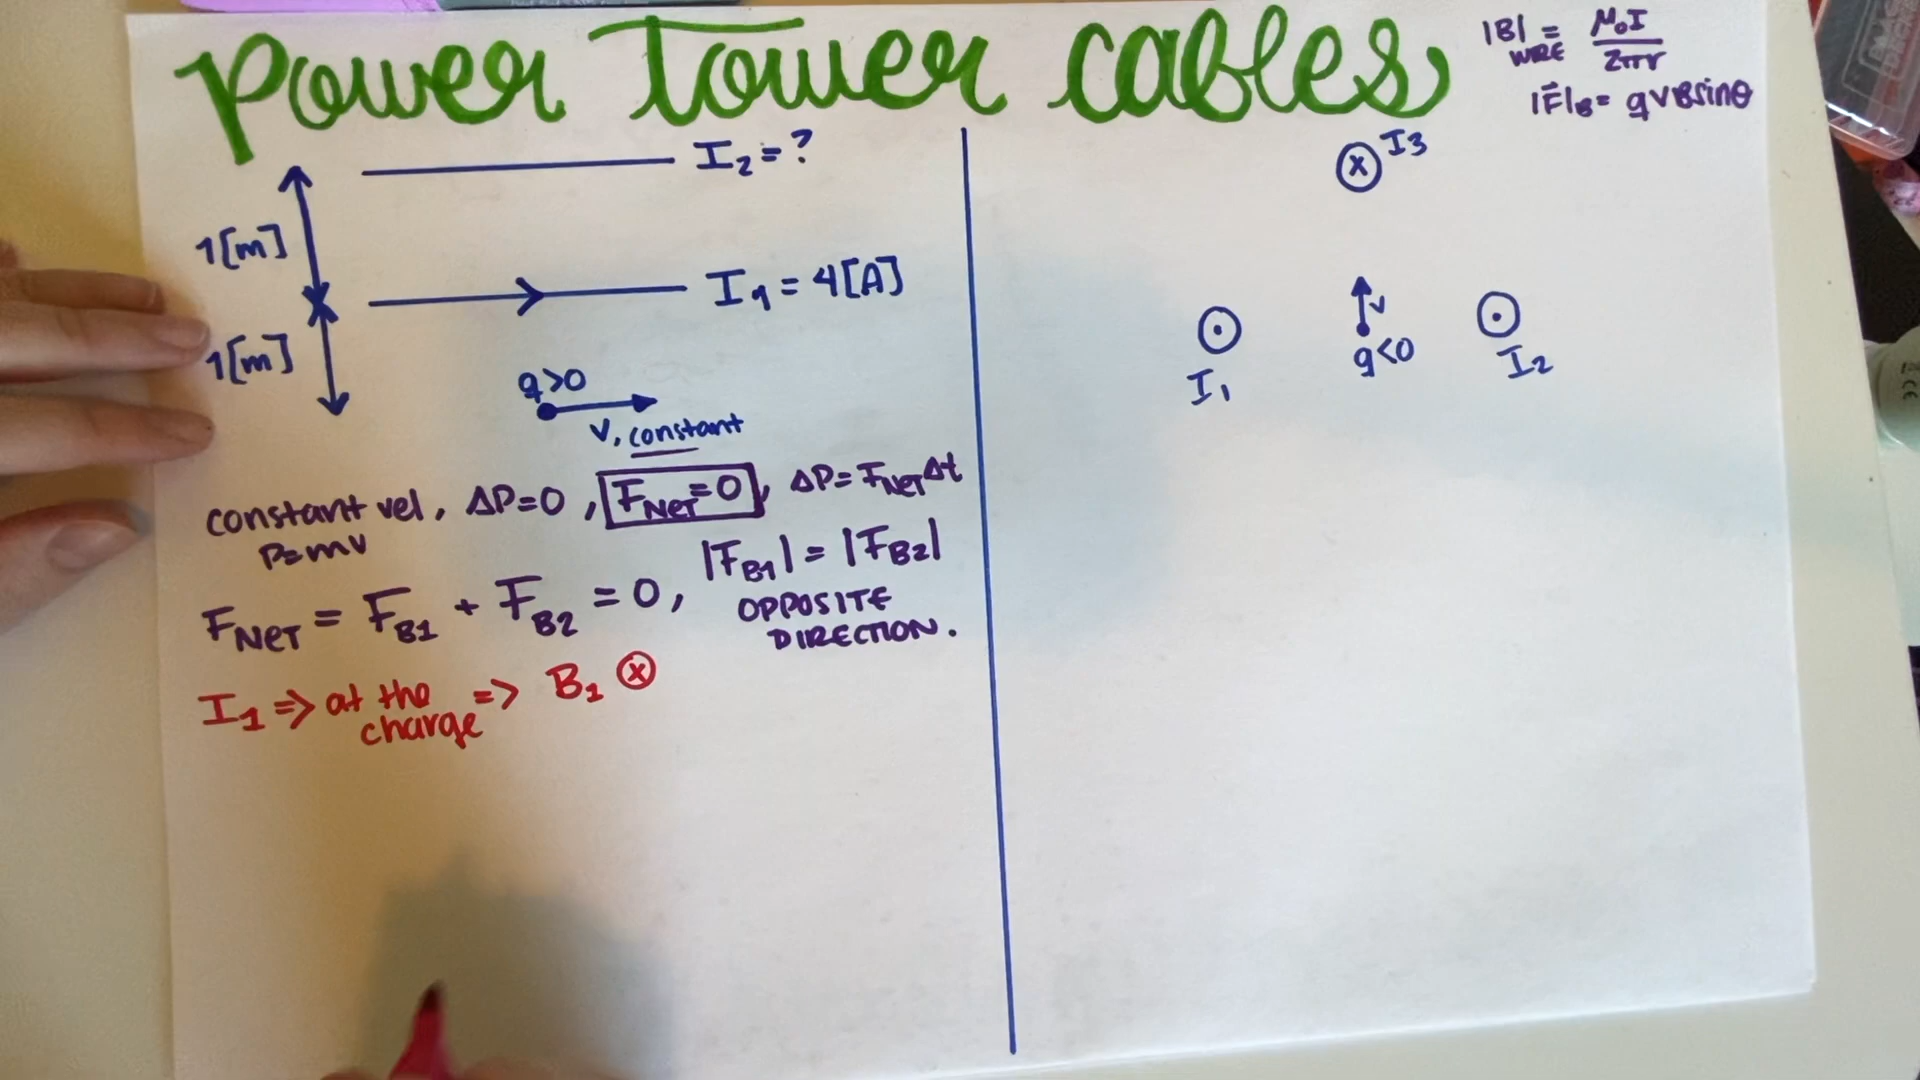 Power Tower cables
|B| WIRE = μ₀I / 2πr
|F⃗|B = qvBsinθ
I₂ = ?
1[m]
I₁ = 4[A]
1[m]
q>0
v, constant
constant vel, ΔP=0, FNET=0, ΔP=FNETΔt
P=mv
|FB1| = |FB2|
FNET = FB1 + FB2 = 0,
OPPOSITE
DIRECTION.
I₁ => at the charge => B₁ ⊗
⊗ I3
v
q<0
⊙
I₁
⊙
I₂